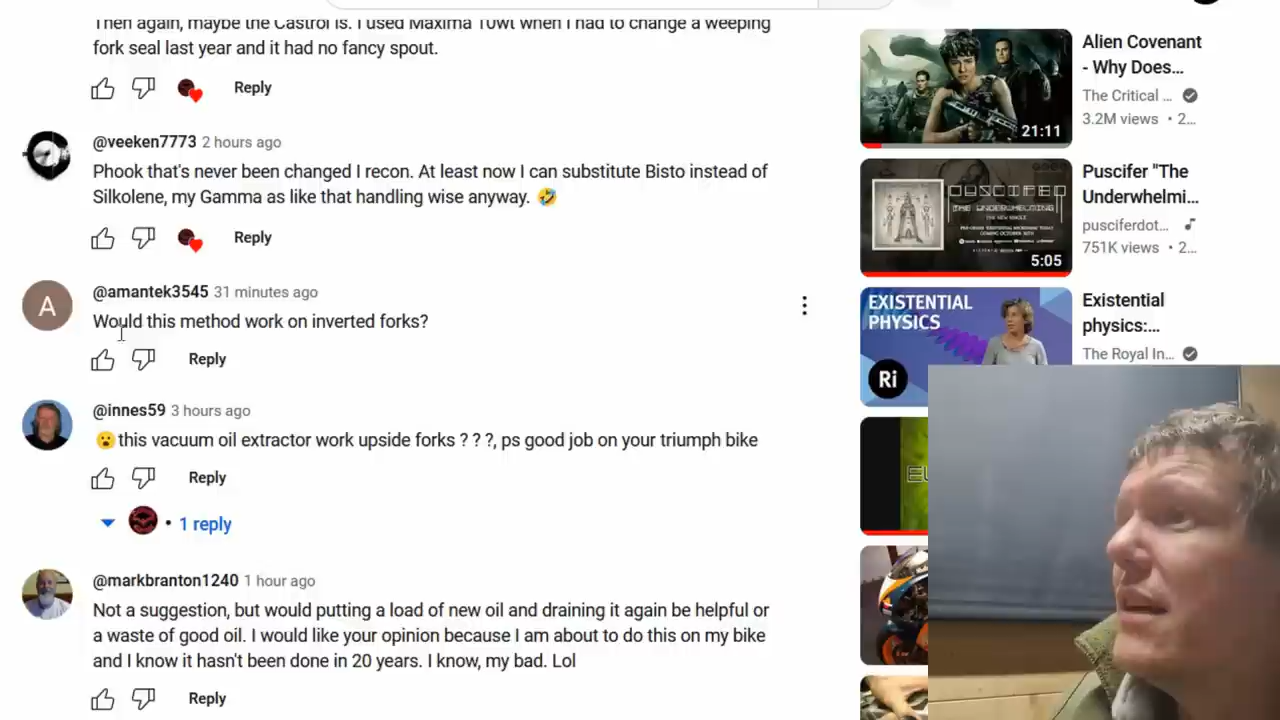 Then again, maybe the Castrol is. I used Maxima 10wt when I had to change a weeping
fork seal last year and it had no fancy spout.
Reply
@veeken7773 2 hours ago
Phook that's never been changed I recon. At least now I can substitute Bisto instead of
Silkolene, my Gamma as like that handling wise anyway. 🤣
Reply
A
@amantek3545 31 minutes ago
Would this method work on inverted forks?
Reply
@innes59 3 hours ago
😮this vacuum oil extractor work upside forks ? ? ?, ps good job on your triumph bike
Reply
• 1 reply
@markbranton1240 1 hour ago
Not a suggestion, but would putting a load of new oil and draining it again be helpful or
a waste of good oil. I would like your opinion because I am about to do this on my bike
and I know it hasn't been done in 20 years. I know, my bad. Lol
Reply
21:11
Alien Covenant
- Why Does...
The Critical ...
3.2M views • 2...
PUSCIFER
THE UNDERWHELMING
5:05
Puscifer "The
Underwhelmi...
pusciferdot...
751K views • 2...
EXISTENTIAL
PHYSICS:
Ri
Existential
physics:...
The Royal In...